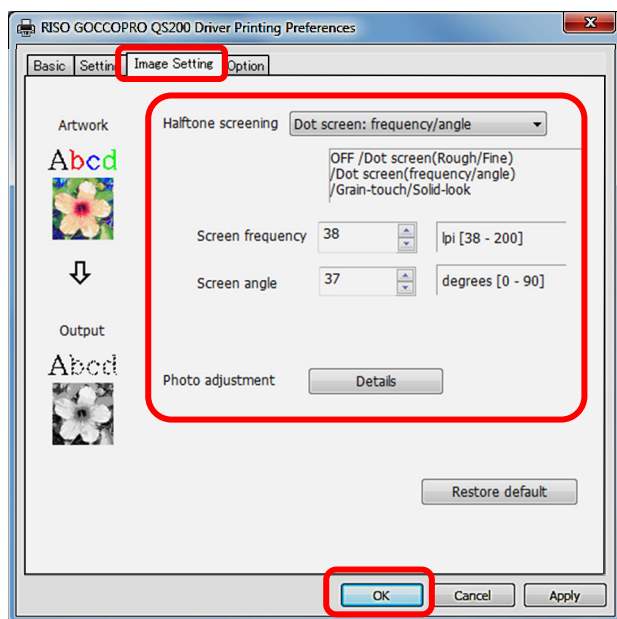 RISO GOCCOPRO QS200 Driver Printing Preferences
Basic Setting Image Setting Option
Artwork
Halftone screening Dot screen: frequency/angle
Abcd
OFF /Dot screen(Rough/Fine)
/Dot screen(frequency/angle)
/Grain-touch/Solid-look
Screen frequency 38 lpi [38 - 200]
Screen angle 37 degrees [0 - 90]
Output
Abcd
Photo adjustment Details
Restore default
OK Cancel Apply